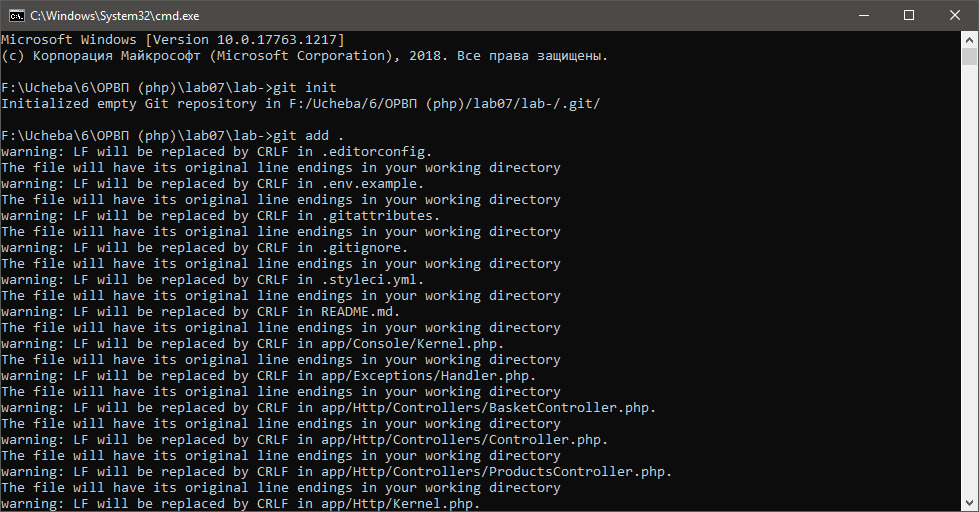 C:\Windows\System32\cmd.exe
Microsoft Windows [Version 10.0.17763.1217]
(c) Корпорация Майкрософт (Microsoft Corporation), 2018. Все права защищены.
F:\Ucheba\6\ОРВП (php)\lab07\lab->git init
Initialized empty Git repository in F:/Ucheba/6/ОРВП (php)/lab07/lab-/.git/
F:\Ucheba\6\ОРВП (php)\lab07\lab->git add .
warning: LF will be replaced by CRLF in .editorconfig.
The file will have its original line endings in your working directory
warning: LF will be replaced by CRLF in .env.example.
The file will have its original line endings in your working directory
warning: LF will be replaced by CRLF in .gitattributes.
The file will have its original line endings in your working directory
warning: LF will be replaced by CRLF in .gitignore.
The file will have its original line endings in your working directory
warning: LF will be replaced by CRLF in .styleci.yml.
The file will have its original line endings in your working directory
warning: LF will be replaced by CRLF in README.md.
The file will have its original line endings in your working directory
warning: LF will be replaced by CRLF in app/Console/Kernel.php.
The file will have its original line endings in your working directory
warning: LF will be replaced by CRLF in app/Exceptions/Handler.php.
The file will have its original line endings in your working directory
warning: LF will be replaced by CRLF in app/Http/Controllers/BasketController.php.
The file will have its original line endings in your working directory
warning: LF will be replaced by CRLF in app/Http/Controllers/Controller.php.
The file will have its original line endings in your working directory
warning: LF will be replaced by CRLF in app/Http/Controllers/ProductsController.php.
The file will have its original line endings in your working directory
warning: LF will be replaced by CRLF in app/Http/Kernel.php.